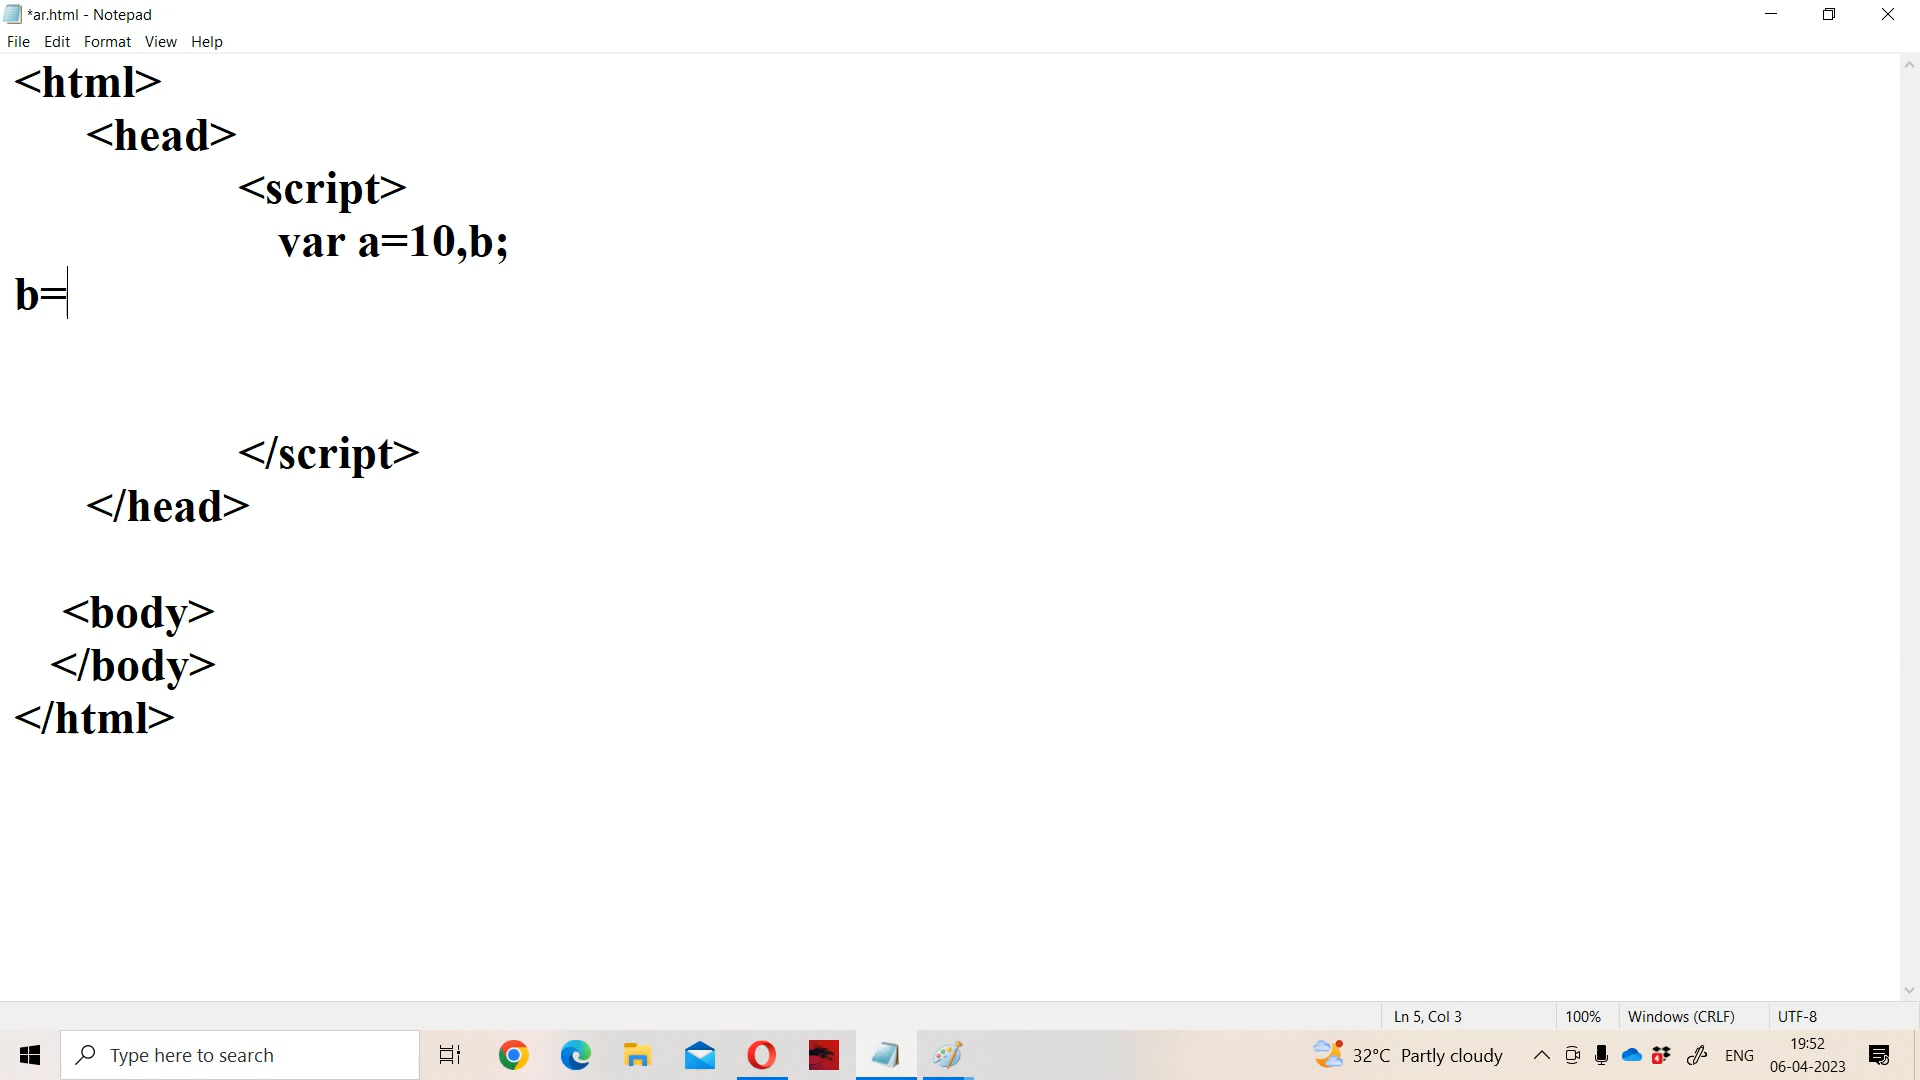 *ar.html - Notepad
File Edit Format View Help
<html>
<head>
<script>
var a=10,b;
b=
</script>
</head>
<body>
</body>
</html>
Ln 5, Col 3 100% Windows (CRLF) UTF-8
Type here to search 32°C Partly cloudy ENG 19:52
06-04-2023